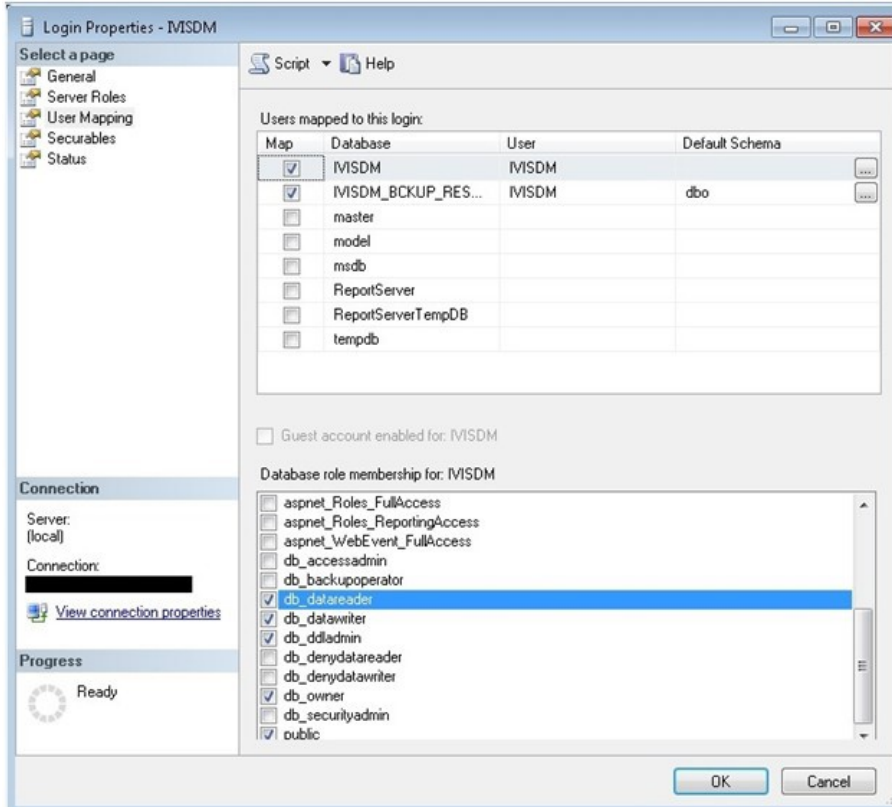 Login Properties - IVISDM
Select a page
General
Server Roles
User Mapping
Securables
Status
Script Help
Users mapped to this login:
Map Database User Default Schema
IVISDM IVISDM ...
IVISDM_BCKUP_RES... IVISDM dbo ...
master
model
msdb
ReportServer
ReportServerTempDB
tempdb
Guest account enabled for: IVISDM
Database role membership for: IVISDM
aspnet_Roles_FullAccess
aspnet_Roles_ReportingAccess
aspnet_WebEvent_FullAccess
db_accessadmin
db_backupoperator
db_datareader
db_datawriter
db_ddladmin
db_denydatareader
db_denydatawriter
db_owner
db_securityadmin
public
Connection
Server:
(local)
Connection:
View connection properties
Progress
Ready
OK Cancel